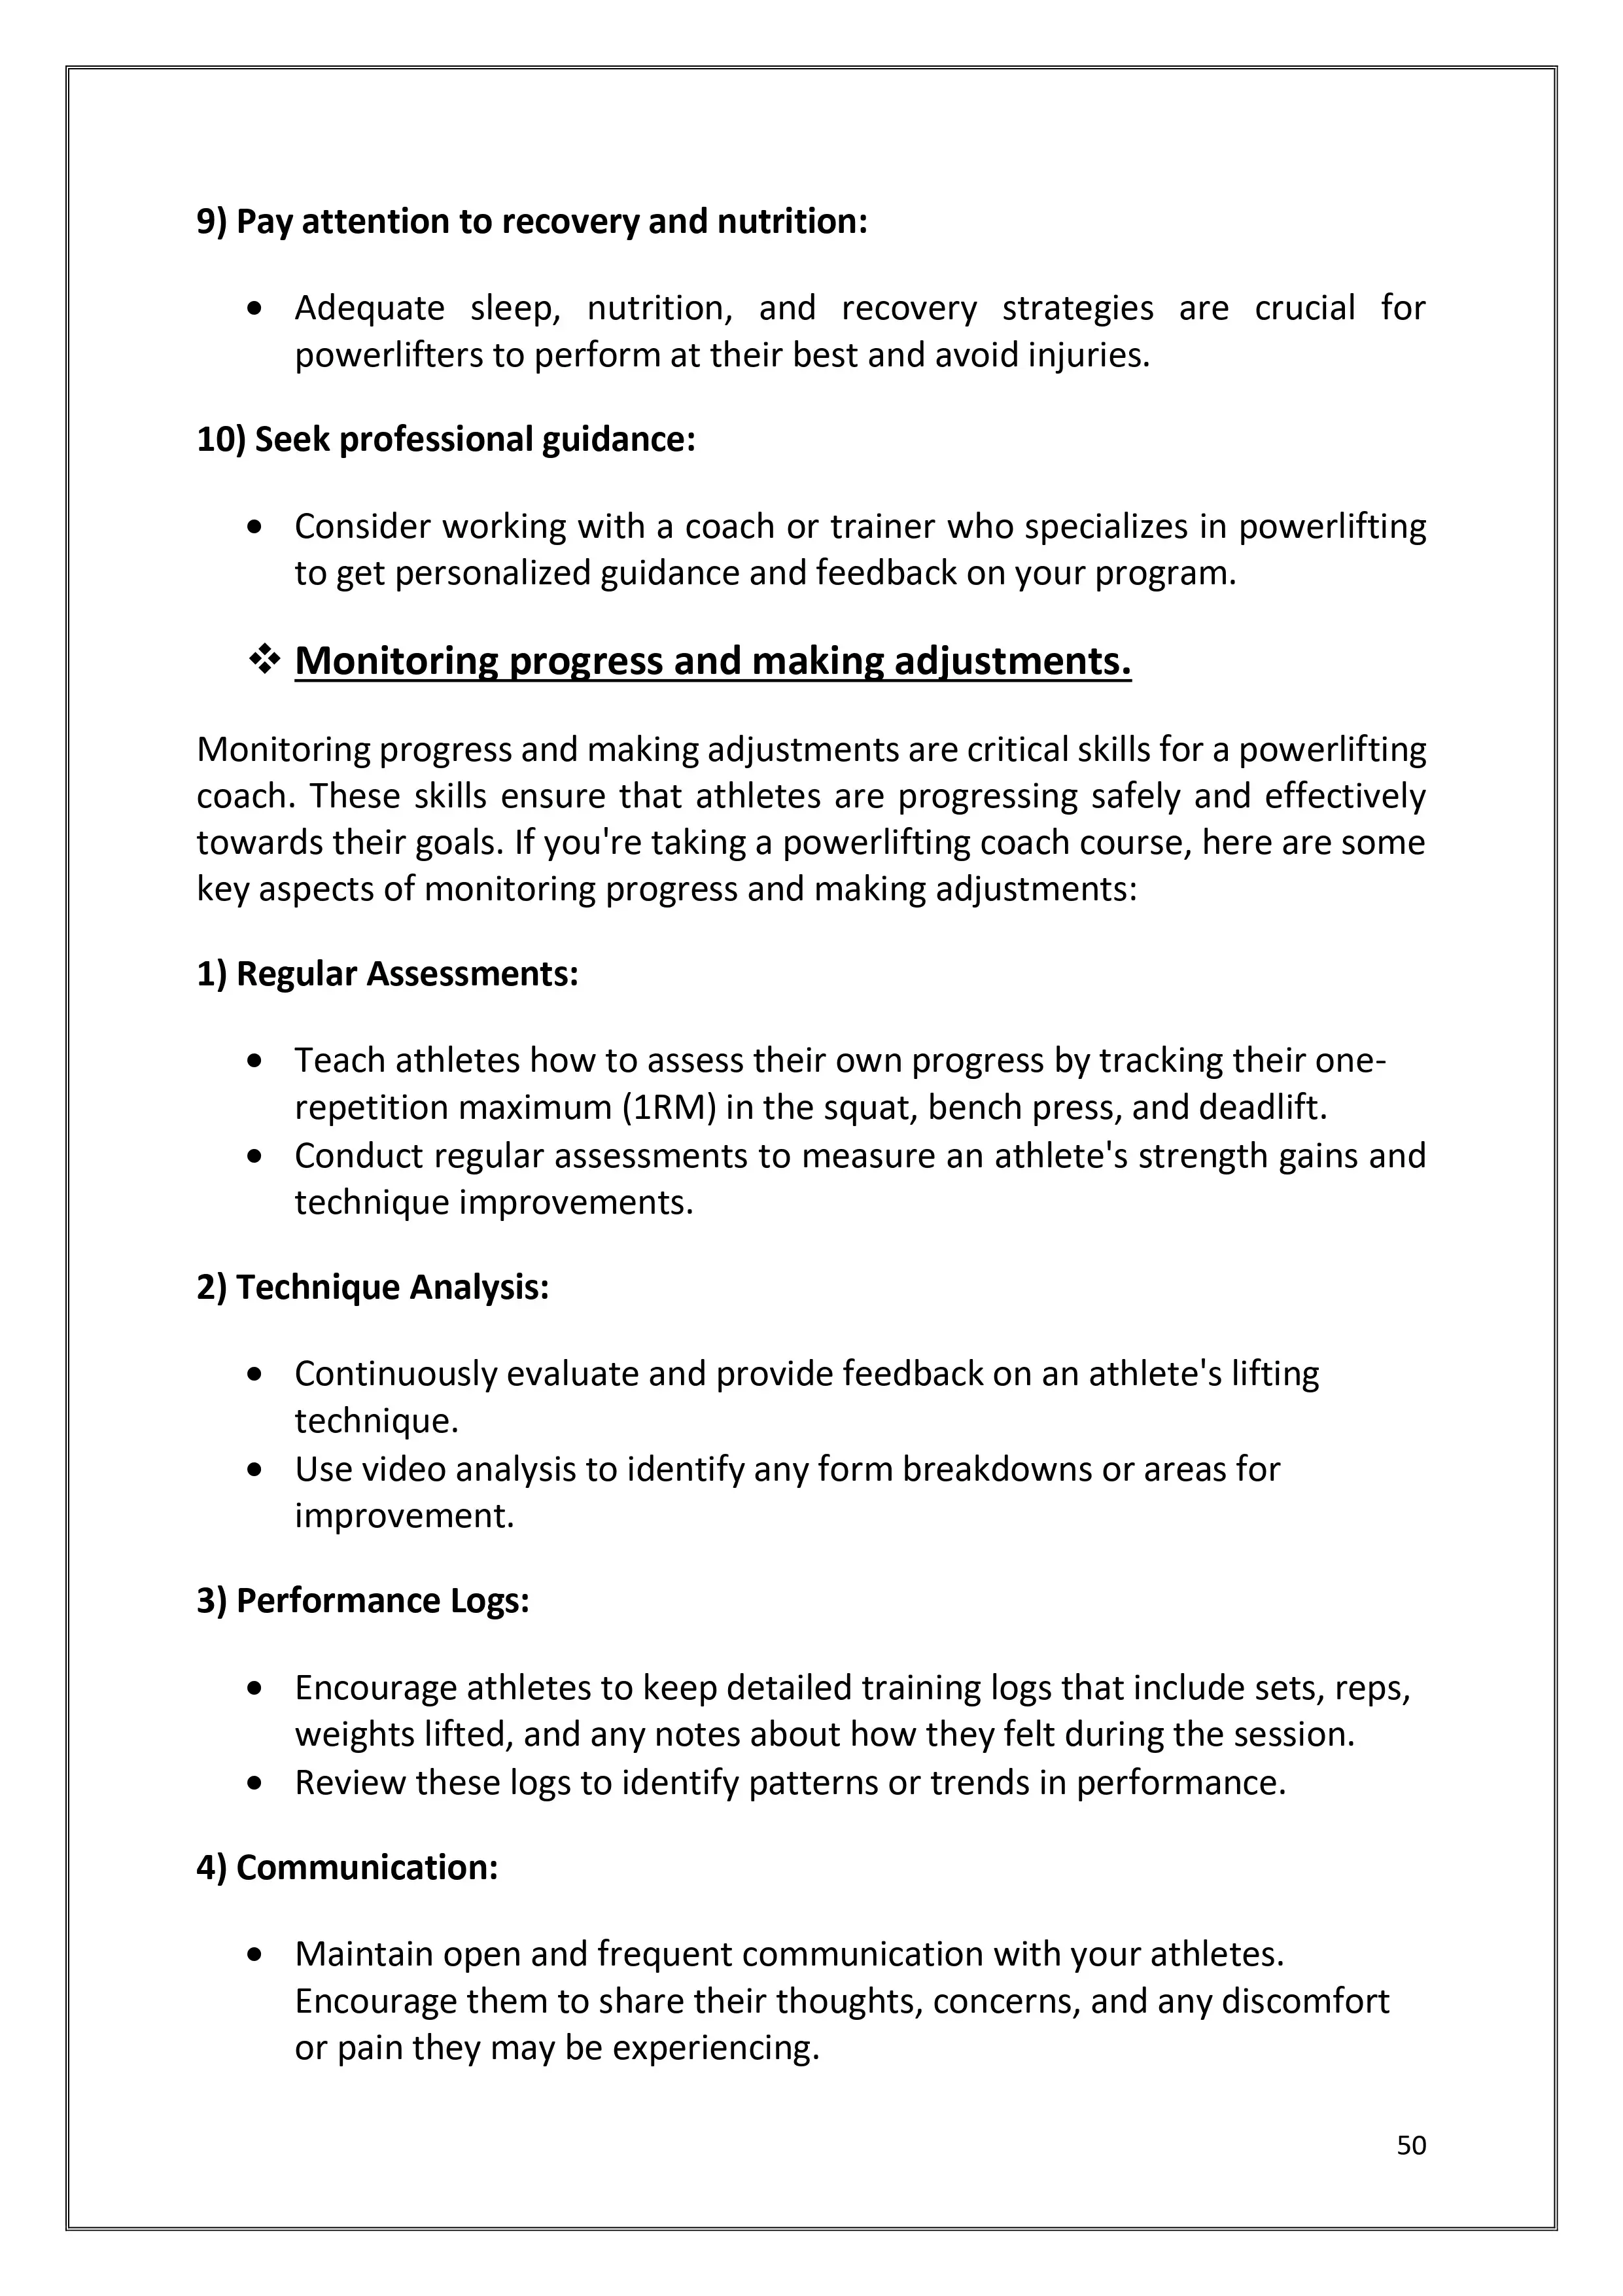 9) Pay attention to recovery and nutrition:
• Adequate sleep, nutrition, and recovery strategies are crucial for
powerlifters to perform at their best and avoid injuries.
10) Seek professional guidance:
• Consider working with a coach or trainer who specializes in powerlifting
to get personalized guidance and feedback on your program.
❖ Monitoring progress and making adjustments.
Monitoring progress and making adjustments are critical skills for a powerlifting
coach. These skills ensure that athletes are progressing safely and effectively
towards their goals. If you're taking a powerlifting coach course, here are some
key aspects of monitoring progress and making adjustments:
1) Regular Assessments:
• Teach athletes how to assess their own progress by tracking their one-
repetition maximum (1RM) in the squat, bench press, and deadlift.
• Conduct regular assessments to measure an athlete's strength gains and
technique improvements.
2) Technique Analysis:
• Continuously evaluate and provide feedback on an athlete's lifting
technique.
• Use video analysis to identify any form breakdowns or areas for
improvement.
3) Performance Logs:
• Encourage athletes to keep detailed training logs that include sets, reps,
weights lifted, and any notes about how they felt during the session.
• Review these logs to identify patterns or trends in performance.
4) Communication:
• Maintain open and frequent communication with your athletes.
Encourage them to share their thoughts, concerns, and any discomfort
or pain they may be experiencing.
50